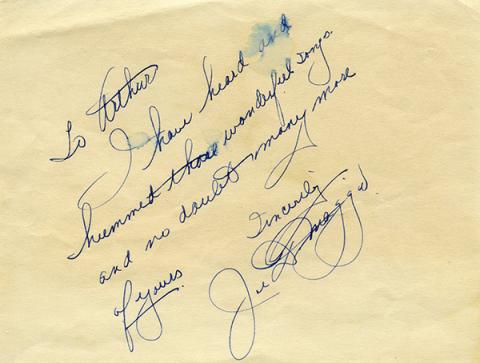 To Arthur
I have heard and
hummed those wonderful songs.
and no doubt many more
of yours.
Sincerely
Joe DiMaggio